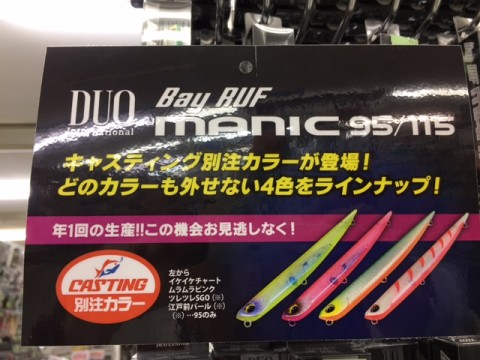 DUO
International
Bay RUF
MANIC 95/115
キャスティング別注カラーが登場!
どのカラーも外せない4色をラインナップ!
年1回の生産!!この機会お見逃しなく!
CASTING
別注カラー
左から
イケイケチャート
ムラムラピンク
ツレツレSGO(※)
江戸前パール(※)
(※)…95のみ